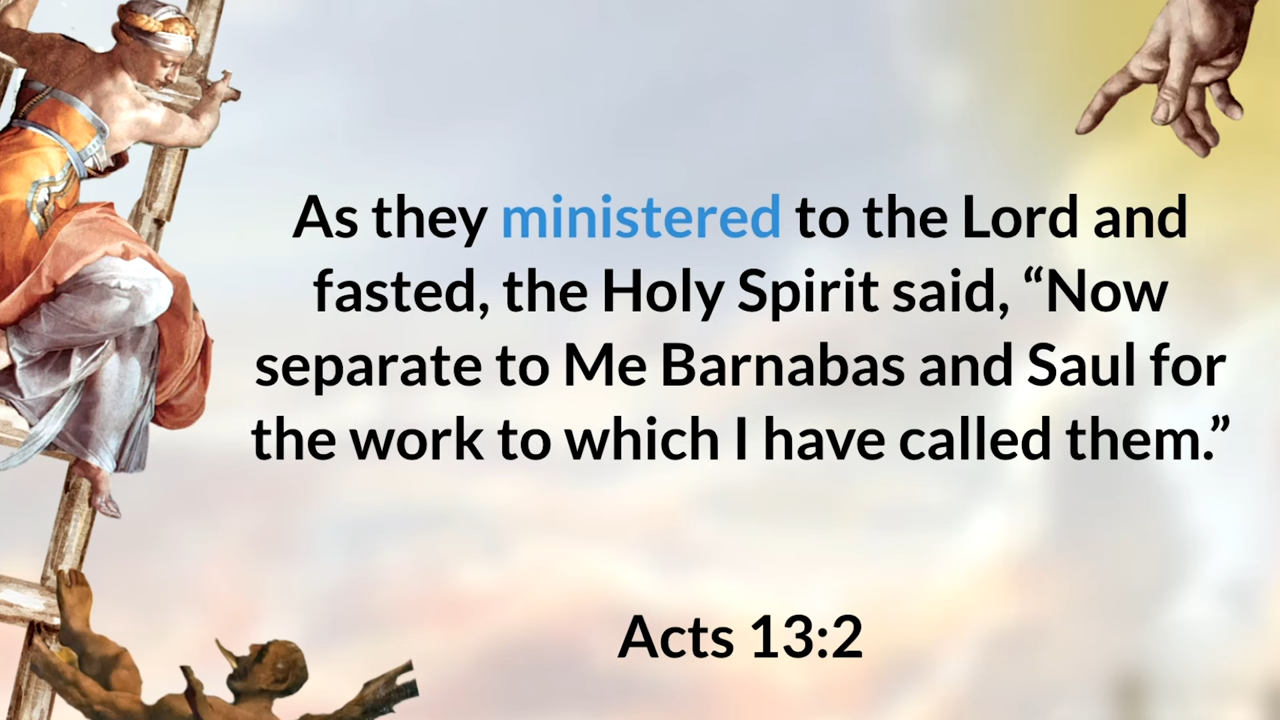 As they ministered to the Lord and
fasted, the Holy Spirit said, “Now
separate to Me Barnabas and Saul for
the work to which I have called them.”
Acts 13:2